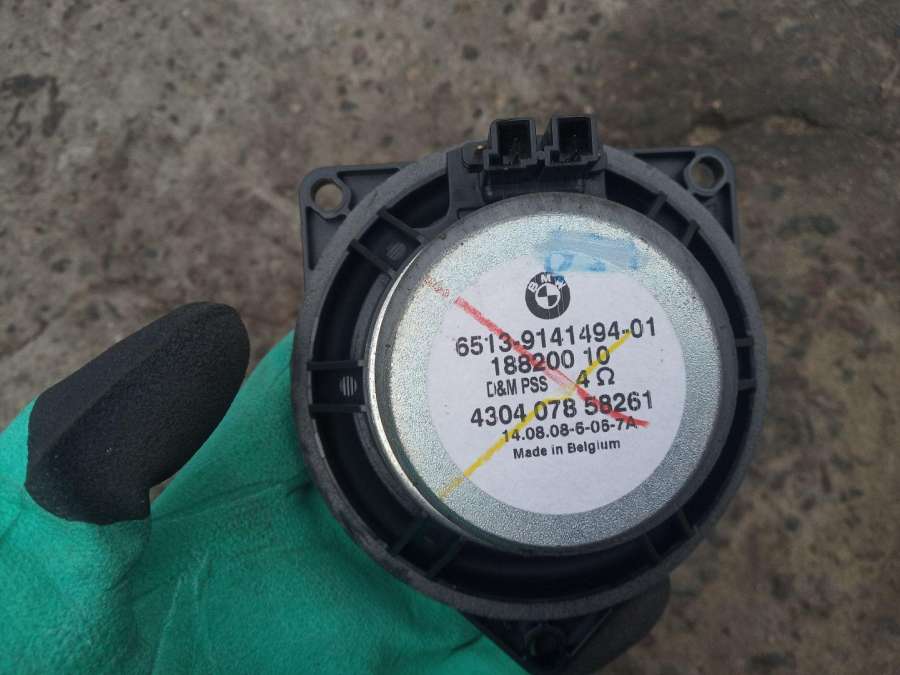 BMW
6513-9141494-01
188200 10
D&M PSS 4 Ω
4304 078 58261
14.08.08-6-06-7A
Made in Belgium